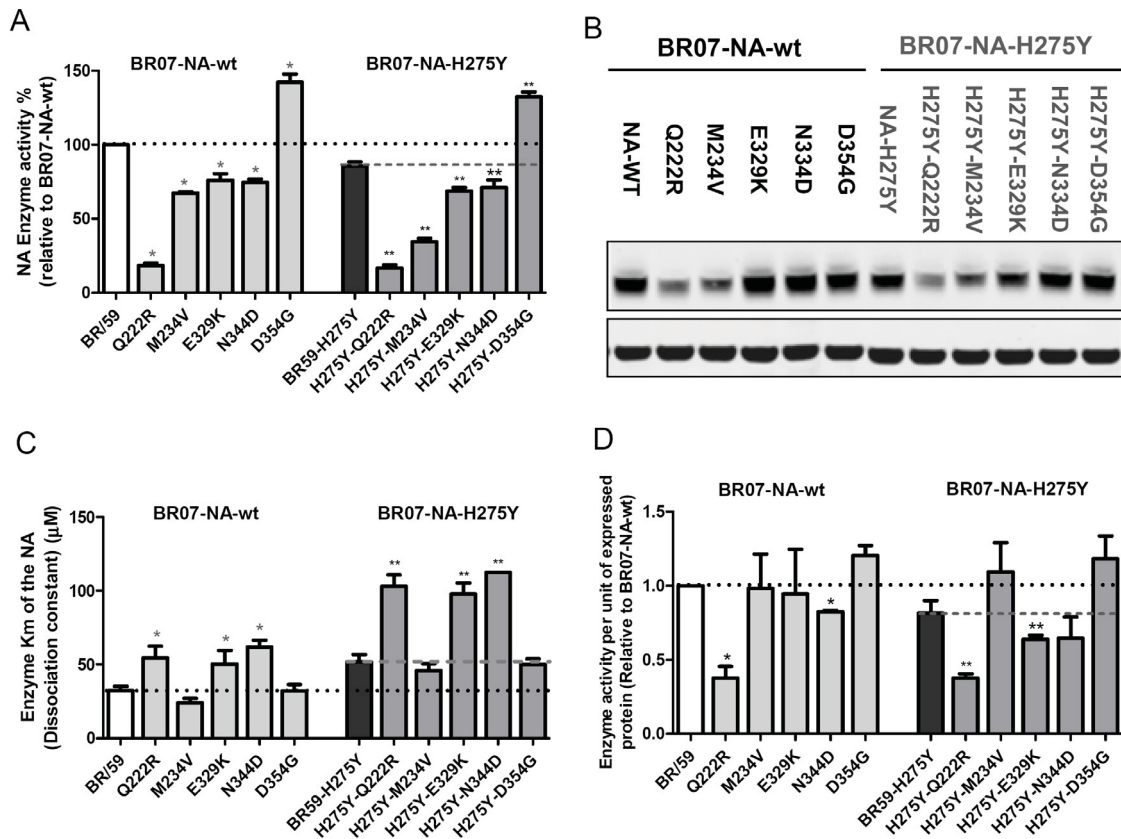 A
NA Enzyme activity %
(relative to BR07-NA-wt)
150
100
50
0
BR07-NA-wt
BR07-NA-H275Y
*
*
*
*
*
**
**
**
**
**
BR/59
Q222R
M234V
E329K
N344D
D354G
BR59-H275Y
H275Y-Q222R
H275Y-M234V
H275Y-E329K
H275Y-N344D
H275Y-D354G
B
BR07-NA-wt
BR07-NA-H275Y
NA-WT
Q222R
M234V
E329K
N334D
D354G
NA-H275Y
H275Y-Q222R
H275Y-M234V
H275Y-E329K
H275Y-N334D
H275Y-D354G
C
Enzyme Km of the NA
(Dissociation constant) (µM)
150
100
50
0
BR07-NA-wt
BR07-NA-H275Y
*
*
*
**
**
**
BR/59
Q222R
M234V
E329K
N344D
D354G
BR59-H275Y
H275Y-Q222R
H275Y-M234V
H275Y-E329K
H275Y-N344D
H275Y-D354G
D
Enzyme activity per unit of expressed
protein (Relative to BR07-NA-wt)
1.5
1.0
0.5
0.0
BR07-NA-wt
BR07-NA-H275Y
*
*
**
**
BR/59
Q222R
M234V
E329K
N344D
D354G
BR59-H275Y
H275Y-Q222R
H275Y-M234V
H275Y-E329K
H275Y-N344D
H275Y-D354G